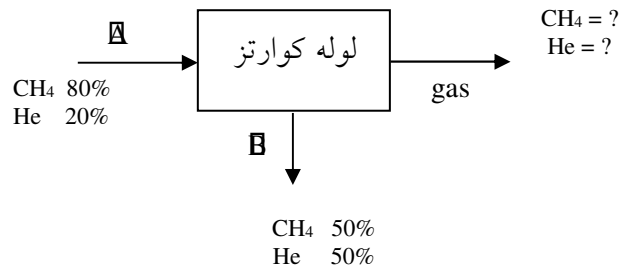 A
CH4 80%
He 20%
لوله کوارتز
gas
CH4 = ?
He = ?
B
CH4 50%
He 50%